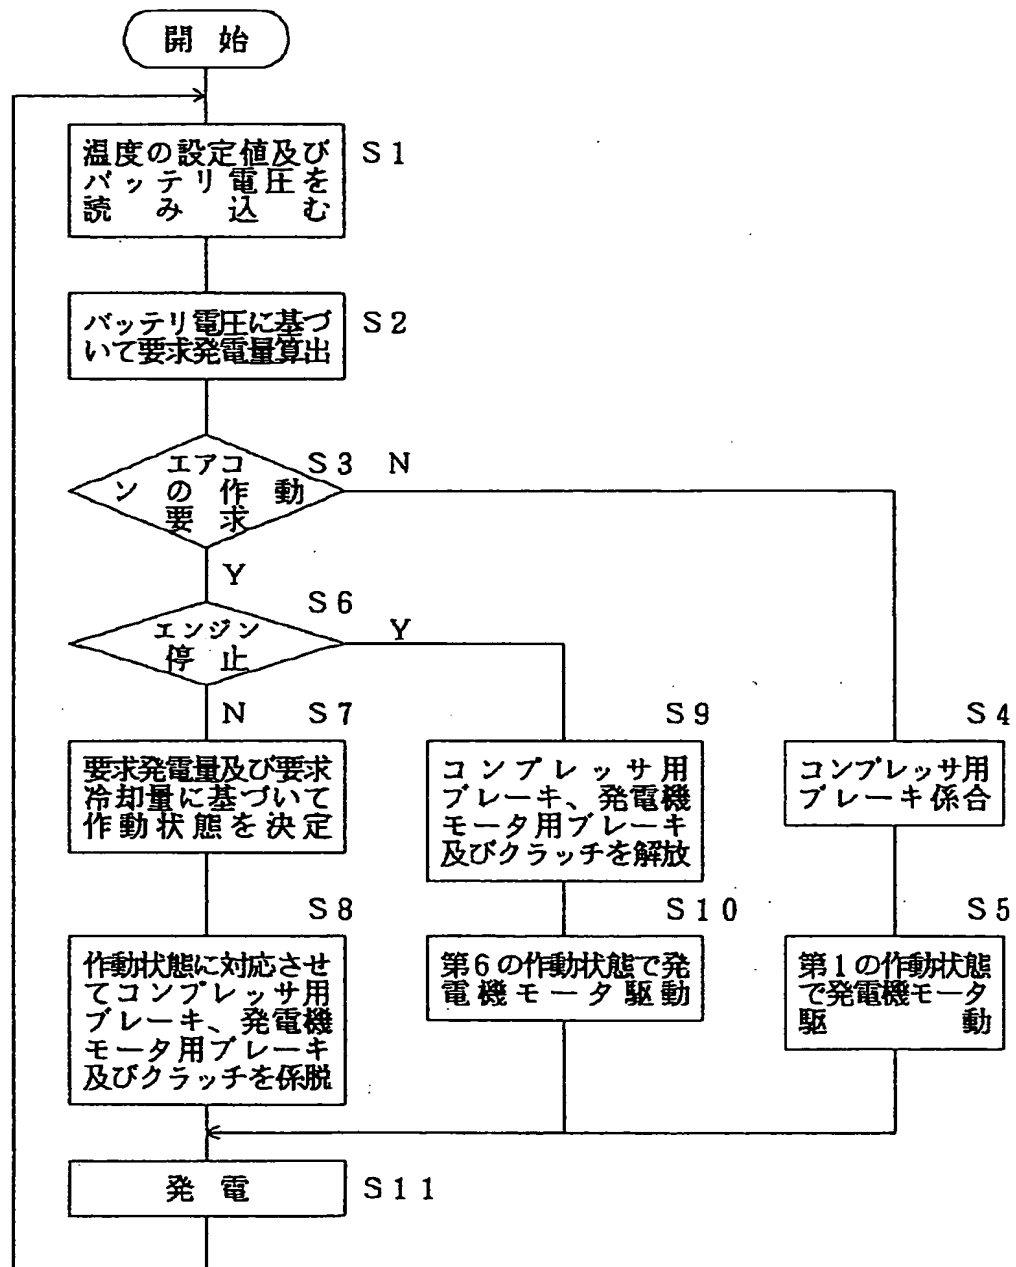 開始
温度の設定値及び
バッテリ電圧を
読み込む
S1
バッテリ電圧に基づ
いて要求発電量算出
S2
エアコ
ンの作動
要求
S3
N
Y
S6
エンジン
停止
Y
N
S7
要求発電量及び要求
冷却量に基づいて
作動状態を決定
S9
コンプレッサ用
ブレーキ、発電機
モータ用ブレーキ
及びクラッチを解放
S4
コンプレッサ用
ブレーキ係合
S8
作動状態に対応させ
てコンプレッサ用
ブレーキ、発電機
モータ用ブレーキ
及びクラッチを係脱
S10
第6の作動状態で発
電機モータ駆動
S5
第1の作動状態
で発電機モータ
駆動
発電
S11